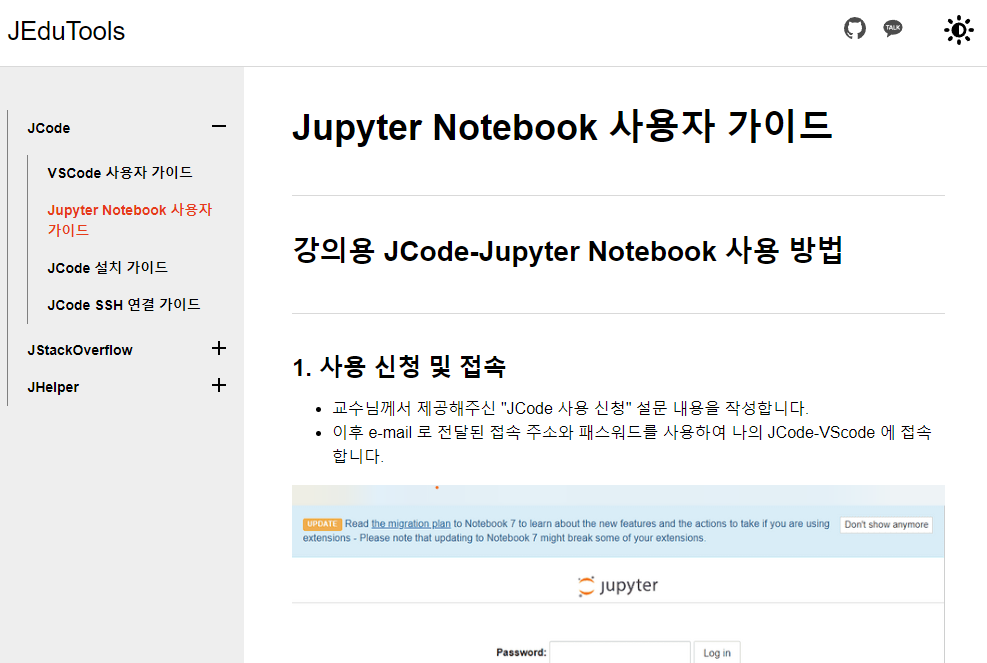 JEduTools
TALK
JCode
VSCode 사용자 가이드
Jupyter Notebook 사용자
가이드
JCode 설치 가이드
JCode SSH 연결 가이드
JStackOverflow
JHelper
Jupyter Notebook 사용자 가이드
강의용 JCode-Jupyter Notebook 사용 방법
1. 사용 신청 및 접속
• 교수님께서 제공해주신 "JCode 사용 신청" 설문 내용을 작성합니다.
• 이후 e-mail 로 전달된 접속 주소와 패스워드를 사용하여 나의 JCode-VScode 에 접속
합니다.
UPDATE Read the migration plan to Notebook 7 to learn about the new features and the actions to take if you are using
extensions - Please note that updating to Notebook 7 might break some of your extensions.
Don't show anymore
jupyter
Password:
Log in